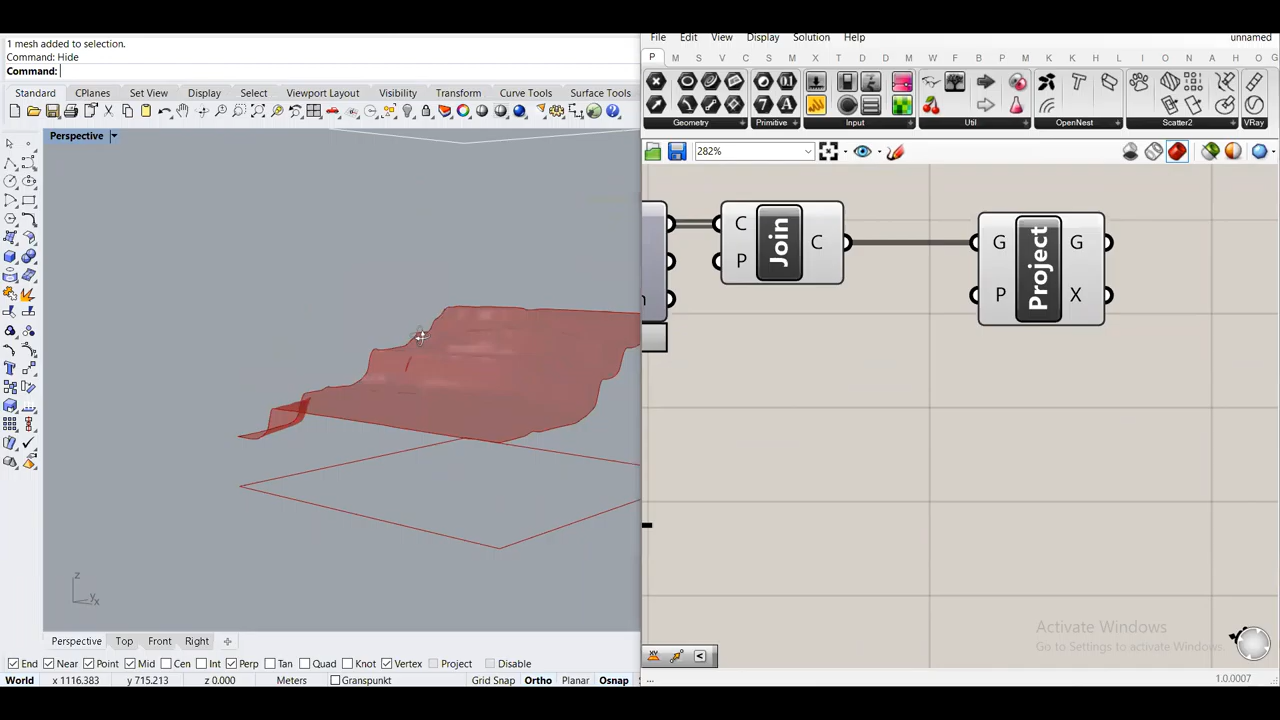 1 mesh added to selection.
Command: Hide
Command:
Standard CPlanes Set View Display Select Viewport Layout Visibility Transform Curve Tools Surface Tools
Perspective
z
y
x
Perspective Top Front Right
End Near Point Mid Cen Int Perp Tan Quad Knot Vertex Project Disable
World x 1116.383 y 715.213 z 0.000 Meters Granspunkt Grid Snap Ortho Planar Osnap
File Edit View Display Solution Help unnamed
P M S V C S M I T D D M K K W F B P L L T H E A O G
Geometry Primitive Input Util OpenNest Scatter2 VRay
282%
C
P
Join
C
G
P
Project
G
X
n
Activate Windows
Go to Settings to activate Windows.
... 1.0.0007